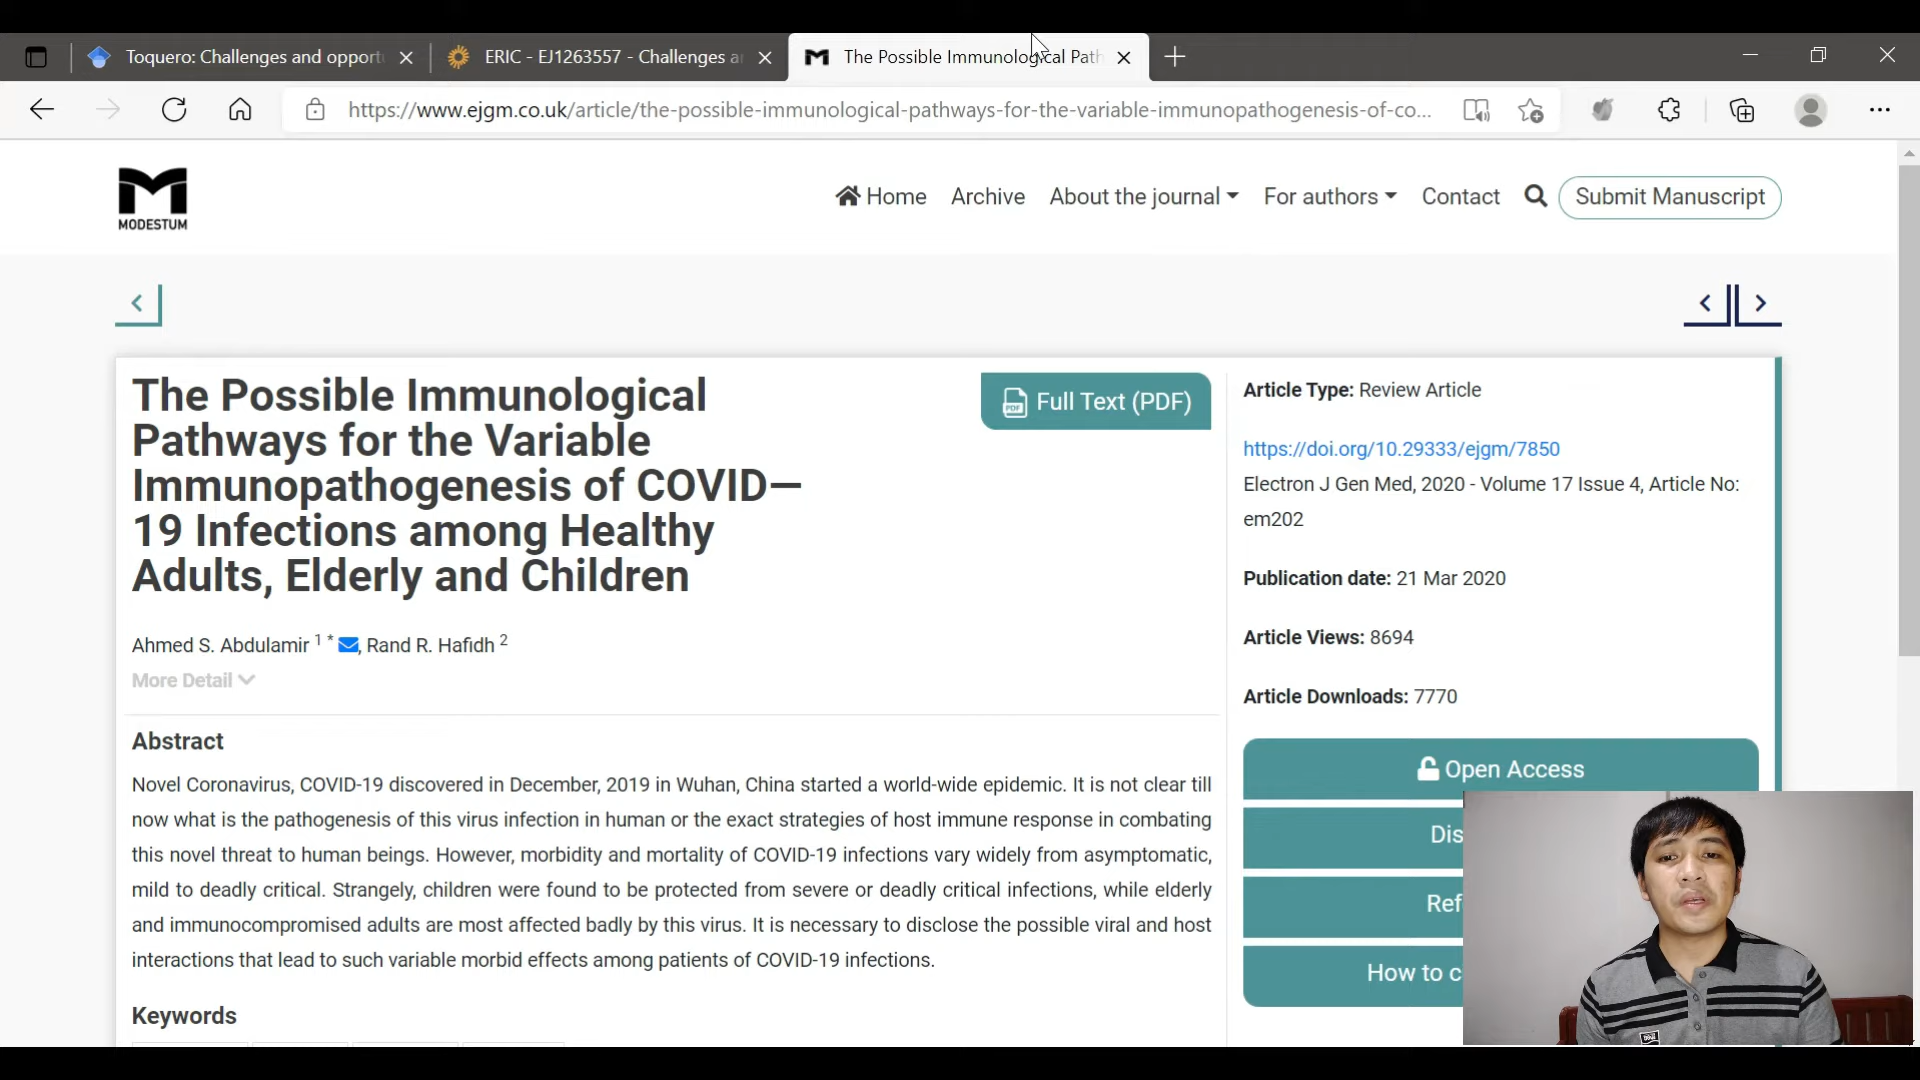 Toquero: Challenges and opport
ERIC - EJ1263557 - Challenges a
The Possible Immunological Path
https://www.ejgm.co.uk/article/the-possible-immunological-pathways-for-the-variable-immunopathogenesis-of-co...
MODESTUM
Home Archive About the journal For authors Contact Submit Manuscript
The Possible Immunological
Pathways for the Variable
Immunopathogenesis of COVID—
19 Infections among Healthy
Adults, Elderly and Children
Full Text (PDF)
Ahmed S. Abdulamir 1 * , Rand R. Hafidh 2
More Detail
Abstract
Novel Coronavirus, COVID-19 discovered in December, 2019 in Wuhan, China started a world-wide epidemic. It is not clear till
now what is the pathogenesis of this virus infection in human or the exact strategies of host immune response in combating
this novel threat to human beings. However, morbidity and mortality of COVID-19 infections vary widely from asymptomatic,
mild to deadly critical. Strangely, children were found to be protected from severe or deadly critical infections, while elderly
and immunocompromised adults are most affected badly by this virus. It is necessary to disclose the possible viral and host
interactions that lead to such variable morbid effects among patients of COVID-19 infections.
Keywords
Article Type: Review Article
https://doi.org/10.29333/ejgm/7850
Electron J Gen Med, 2020 - Volume 17 Issue 4, Article No:
em202
Publication date: 21 Mar 2020
Article Views: 8694
Article Downloads: 7770
Open Access
Dis
Ref
How to c